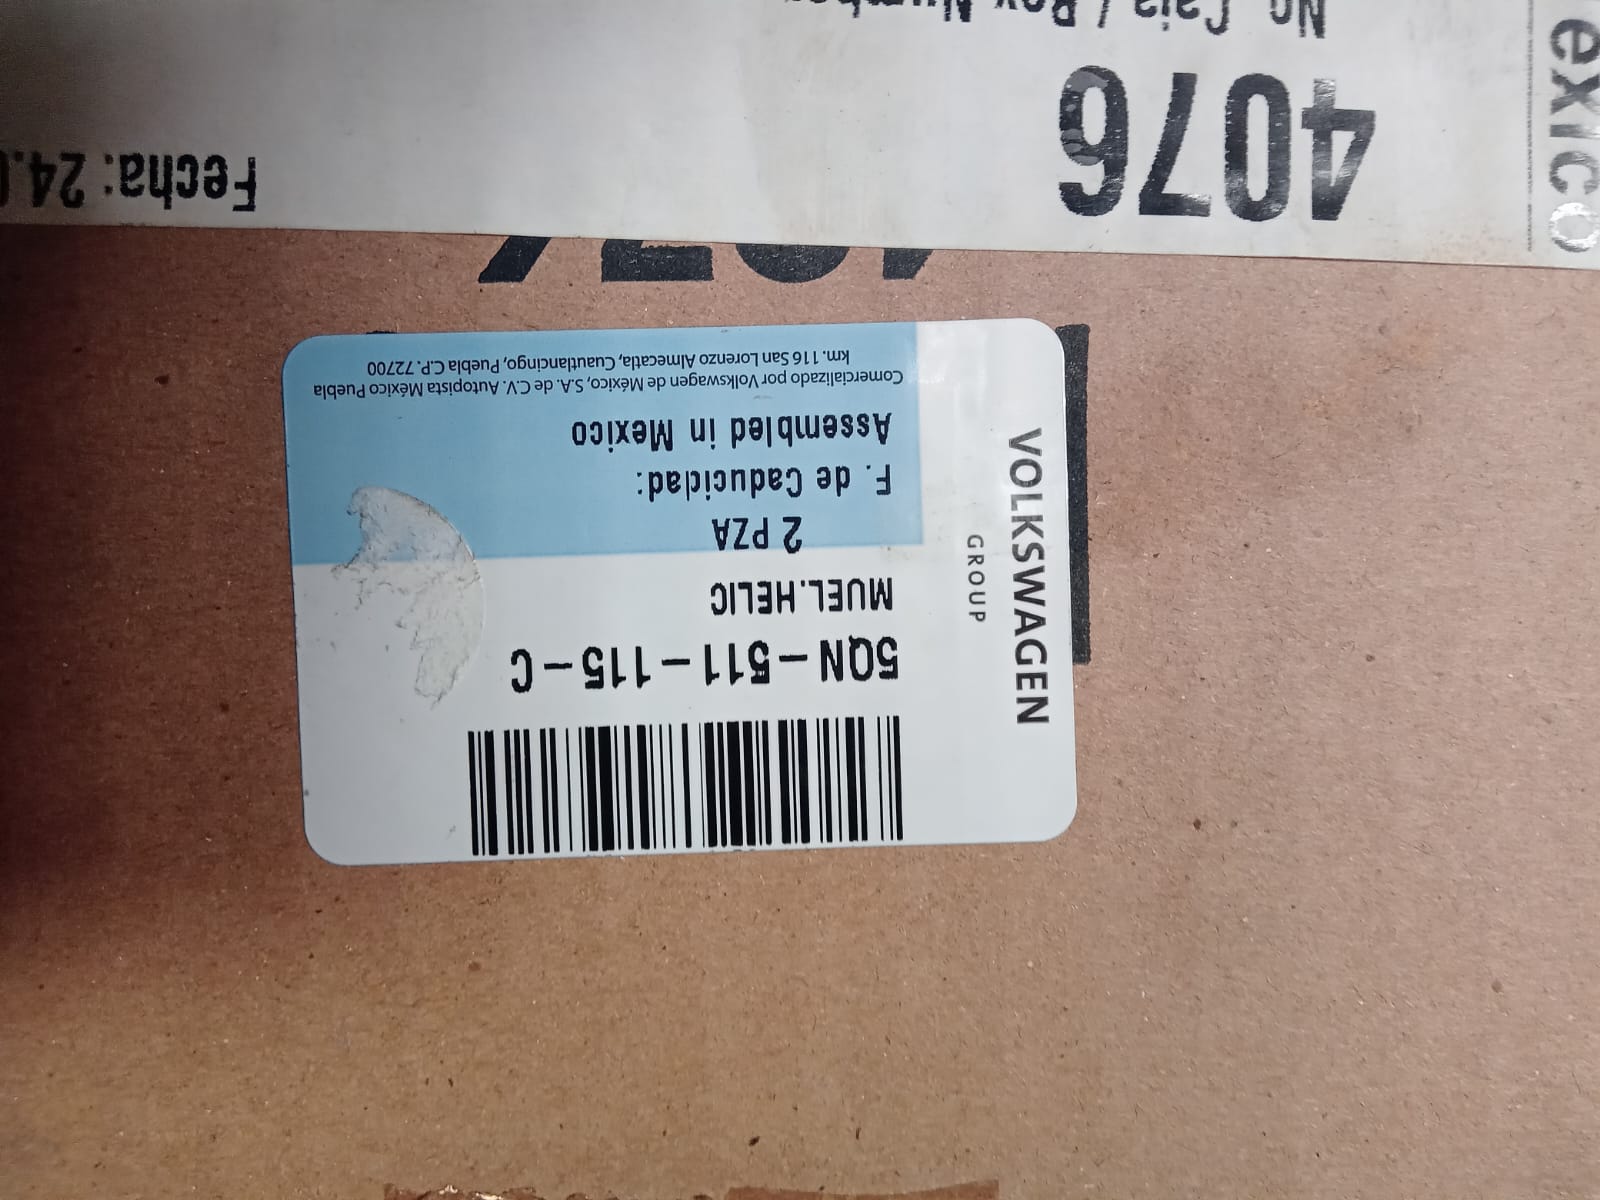 VOLKSWAGEN
GROUP
5QN-511-115-C
MUEL.HELIC
2 PZA
F. de Caducidad:
Assembled in Mexico
Comercializado por Volkswagen de México, S.A. de C.V. Autopista México Puebla
km. 116 San Lorenzo Almecatla, Cuautlancingo, Puebla C.P. 72700
exico
4076
No. Caja / Box Number
Fecha: 24.0